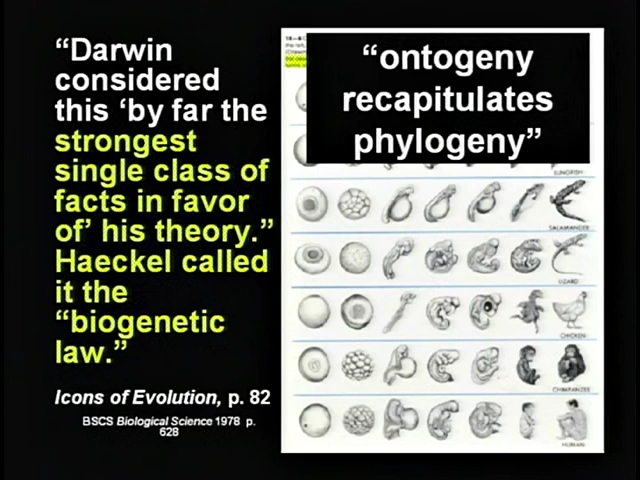 “Darwin
considered
this ‘by far the
strongest
single class of
facts in favor
of’ his theory.”
Haeckel called
it the
“biogenetic
law.”
Icons of Evolution, p. 82
BSCS Biological Science 1978 p.
628
“ontogeny
recapitulates
phylogeny”
LUNGFISH
SALAMANDER
LIZARD
CHICKEN
CHIMPANZEE
HUMAN